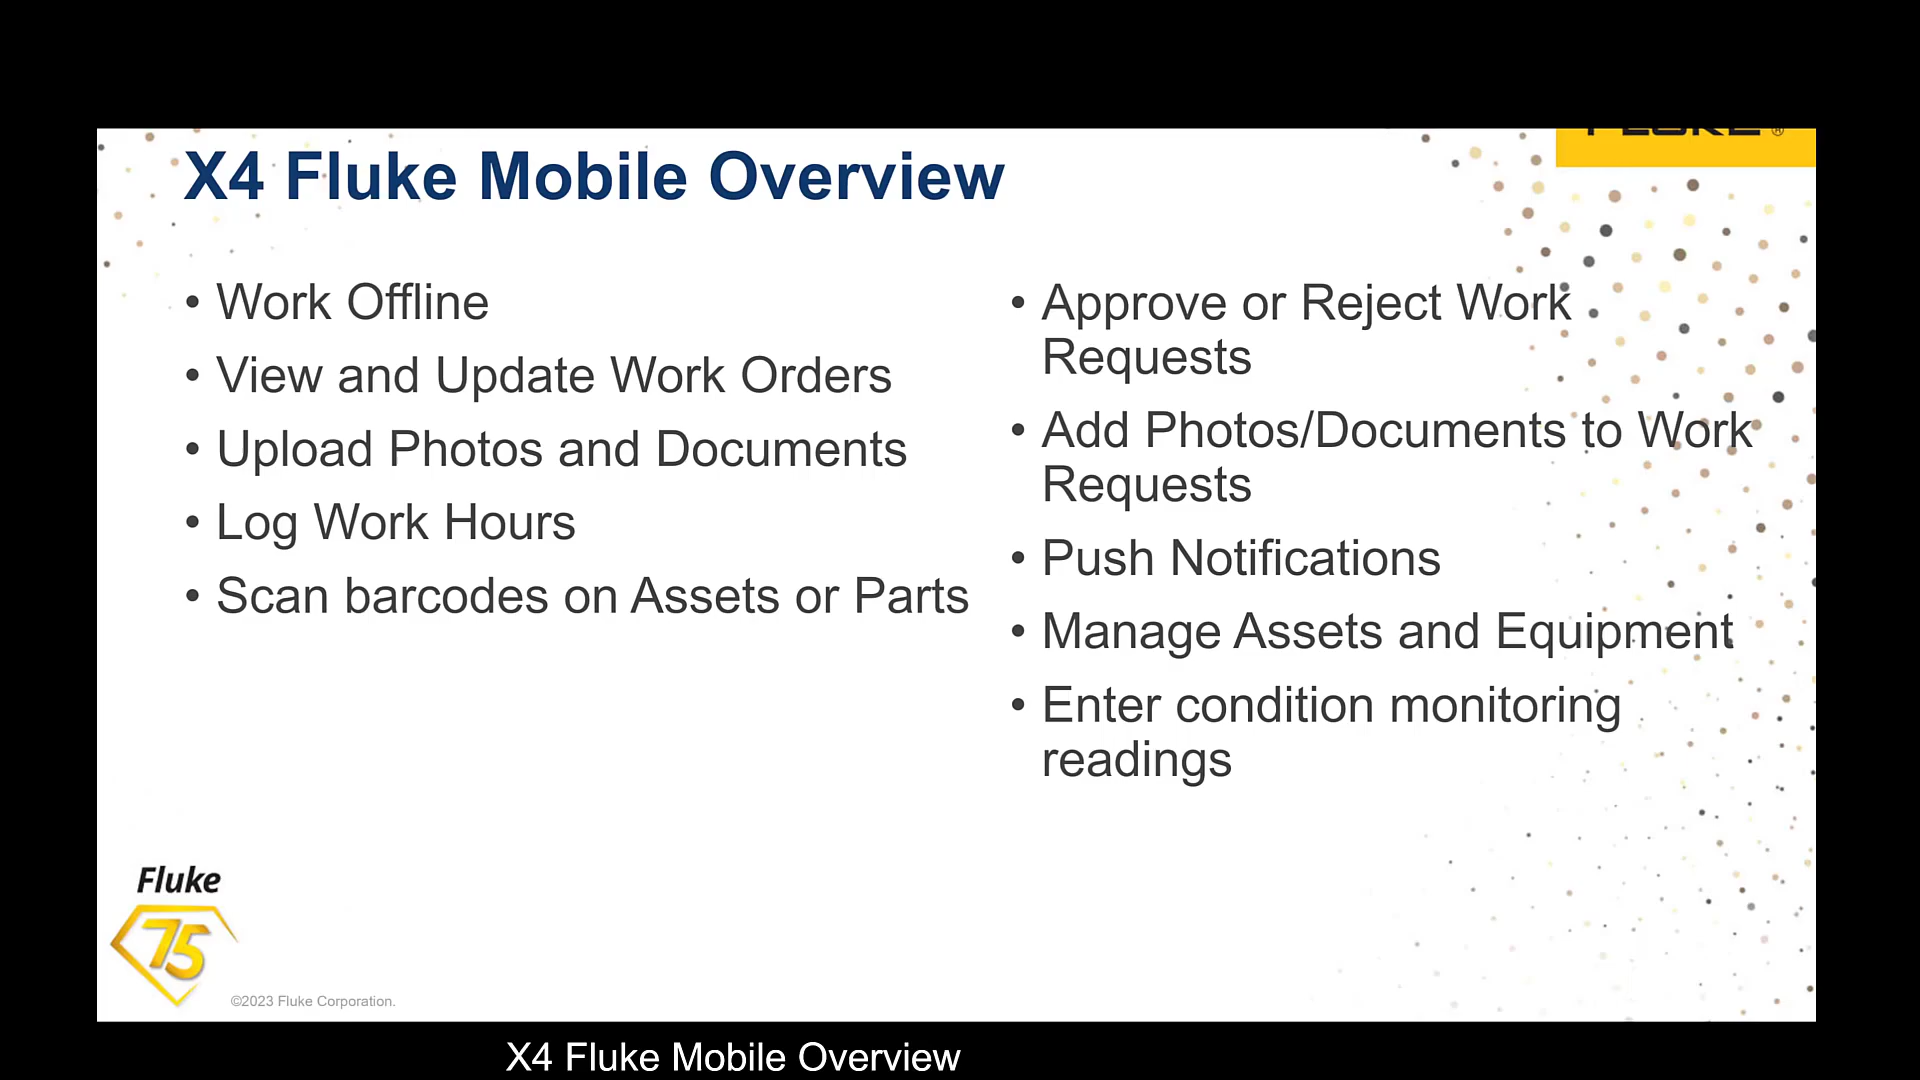 FLUKE®
X4 Fluke Mobile Overview
• Work Offline
• View and Update Work Orders
• Upload Photos and Documents
• Log Work Hours
• Scan barcodes on Assets or Parts
• Approve or Reject Work
Requests
• Add Photos/Documents to Work
Requests
• Push Notifications
• Manage Assets and Equipment
• Enter condition monitoring
readings
Fluke
75
©2023 Fluke Corporation.
X4 Fluke Mobile Overview